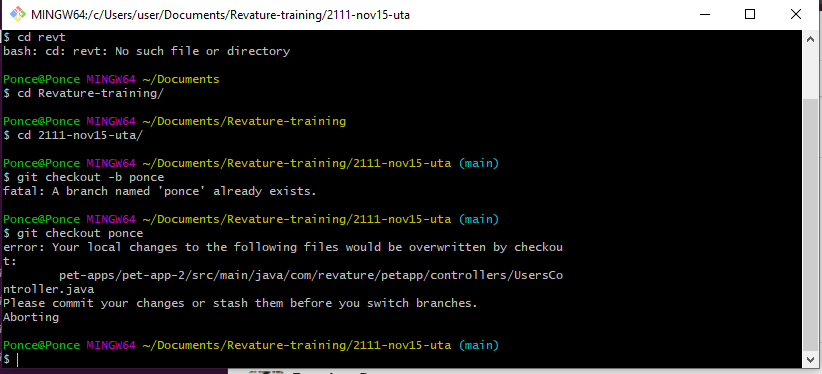 MINGW64:/c/Users/user/Documents/Revature-training/2111-nov15-uta
$ cd revt
bash: cd: revt: No such file or directory
Ponce@Ponce MINGW64 ~/Documents
$ cd Revature-training/
Ponce@Ponce MINGW64 ~/Documents/Revature-training
$ cd 2111-nov15-uta/
Ponce@Ponce MINGW64 ~/Documents/Revature-training/2111-nov15-uta (main)
$ git checkout -b ponce
fatal: A branch named 'ponce' already exists.
Ponce@Ponce MINGW64 ~/Documents/Revature-training/2111-nov15-uta (main)
$ git checkout ponce
error: Your local changes to the following files would be overwritten by checkou
t:
pet-apps/pet-app-2/src/main/java/com/revature/petapp/controllers/UsersCo
ntroller.java
Please commit your changes or stash them before you switch branches.
Aborting
Ponce@Ponce MINGW64 ~/Documents/Revature-training/2111-nov15-uta (main)
$